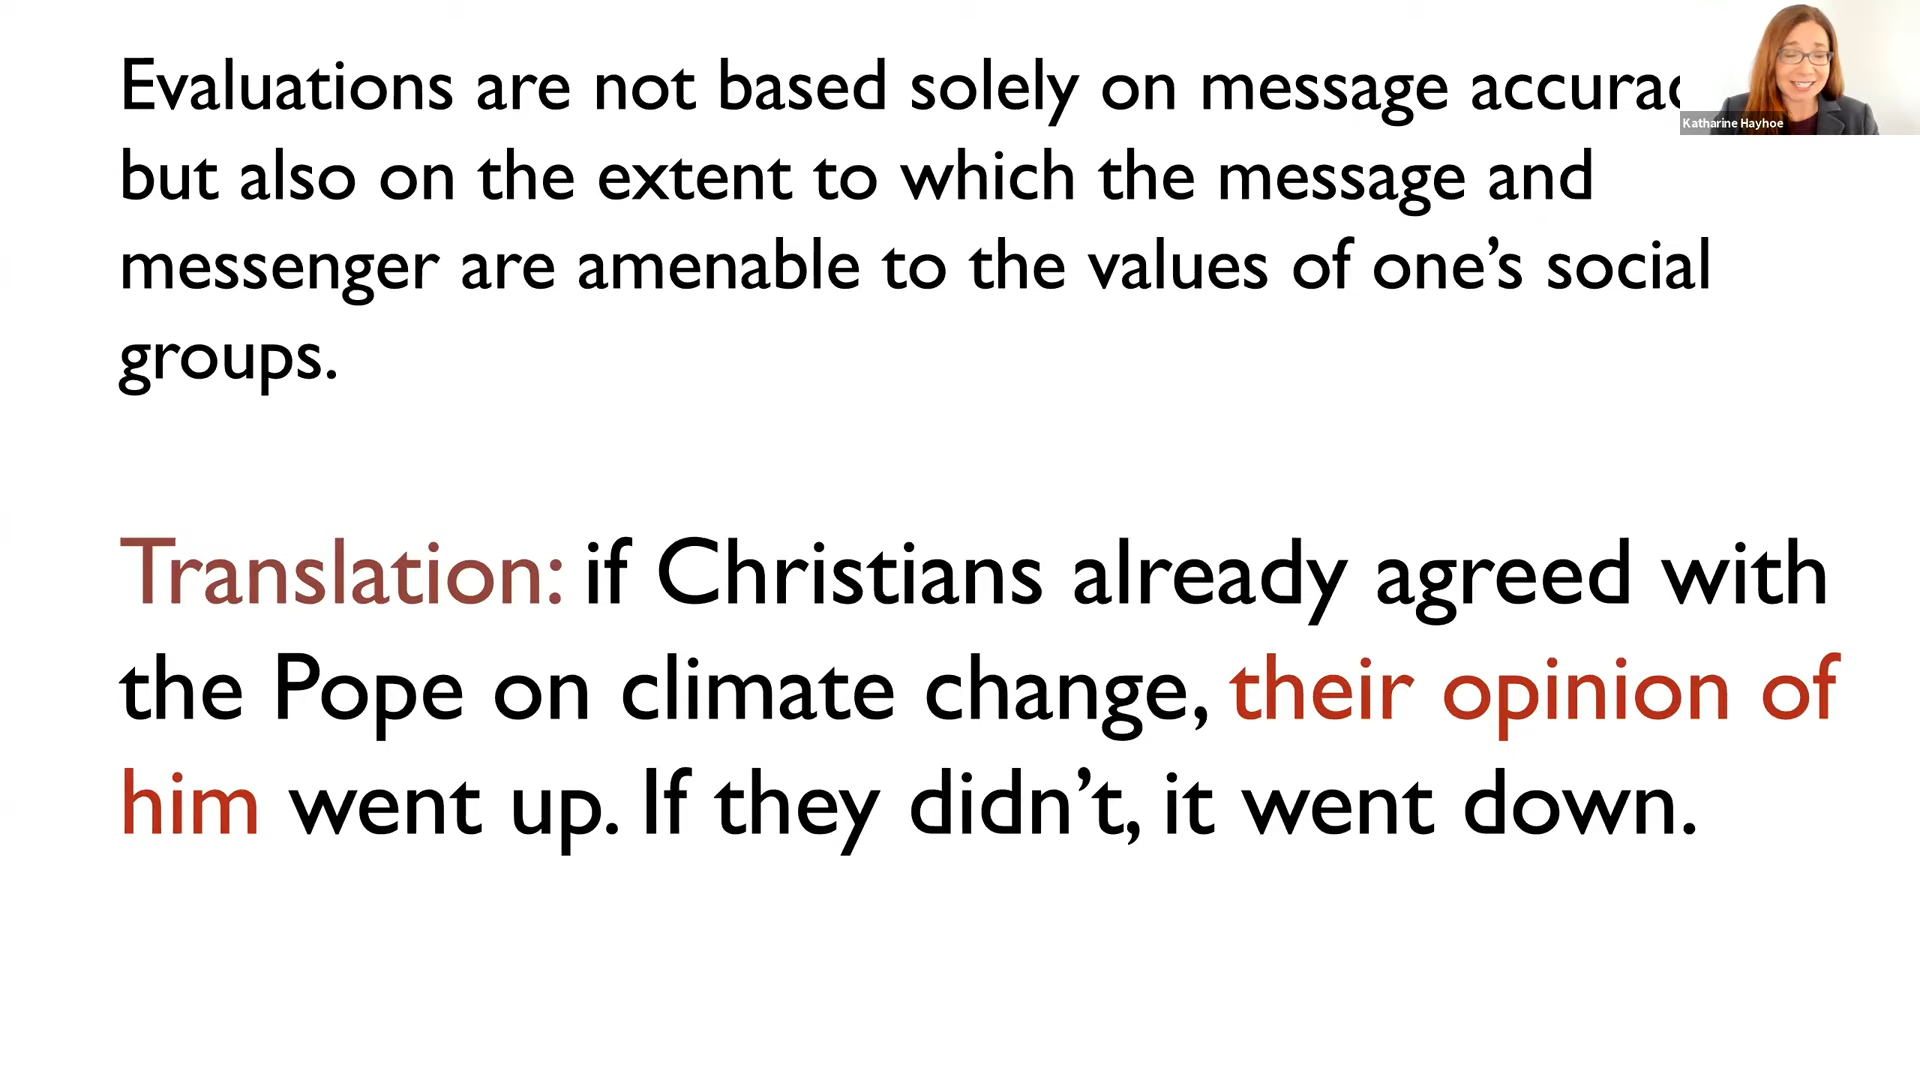 Evaluations are not based solely on message accurac
but also on the extent to which the message and
messenger are amenable to the values of one’s social
groups.
Translation: if Christians already agreed with
the Pope on climate change, their opinion of
him went up. If they didn’t, it went down.
Katharine Hayhoe